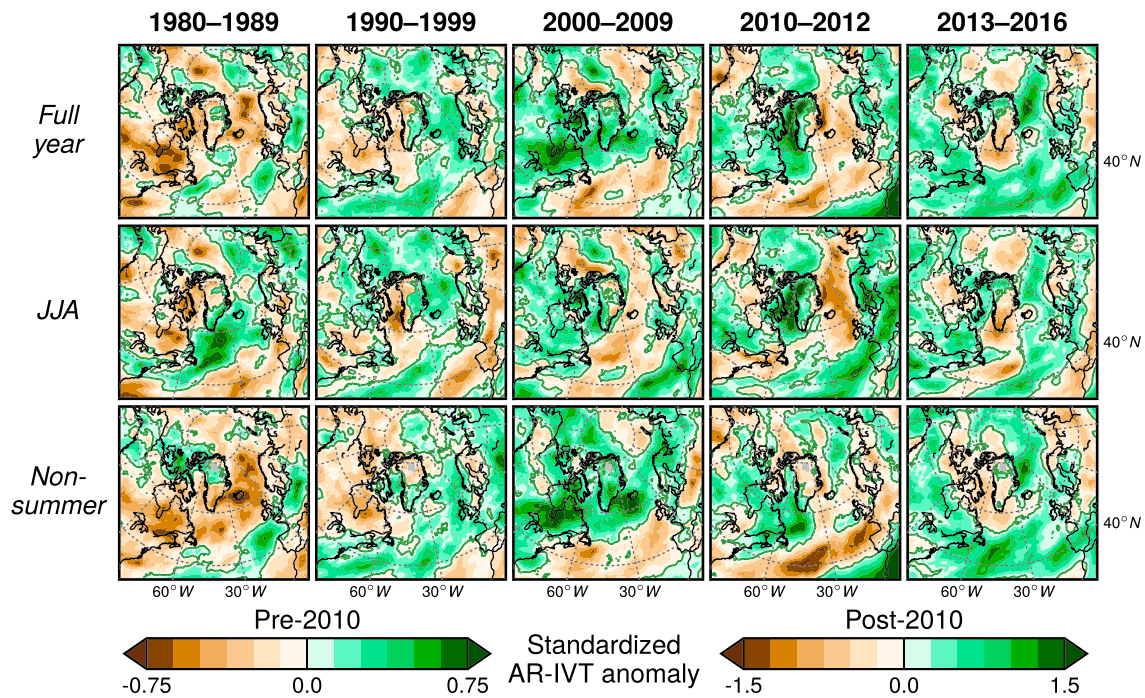 1980–1989 1990–1999 2000–2009 2010–2012 2013–2016
Full
year
40°N
JJA
40°N
Non-
summer
40°N
60°W 30°W 60°W 30°W 60°W 30°W 60°W 30°W 60°W 30°W
Pre-2010
-0.75 0.0 0.75
Standardized
AR-IVT anomaly
Post-2010
-1.5 0.0 1.5